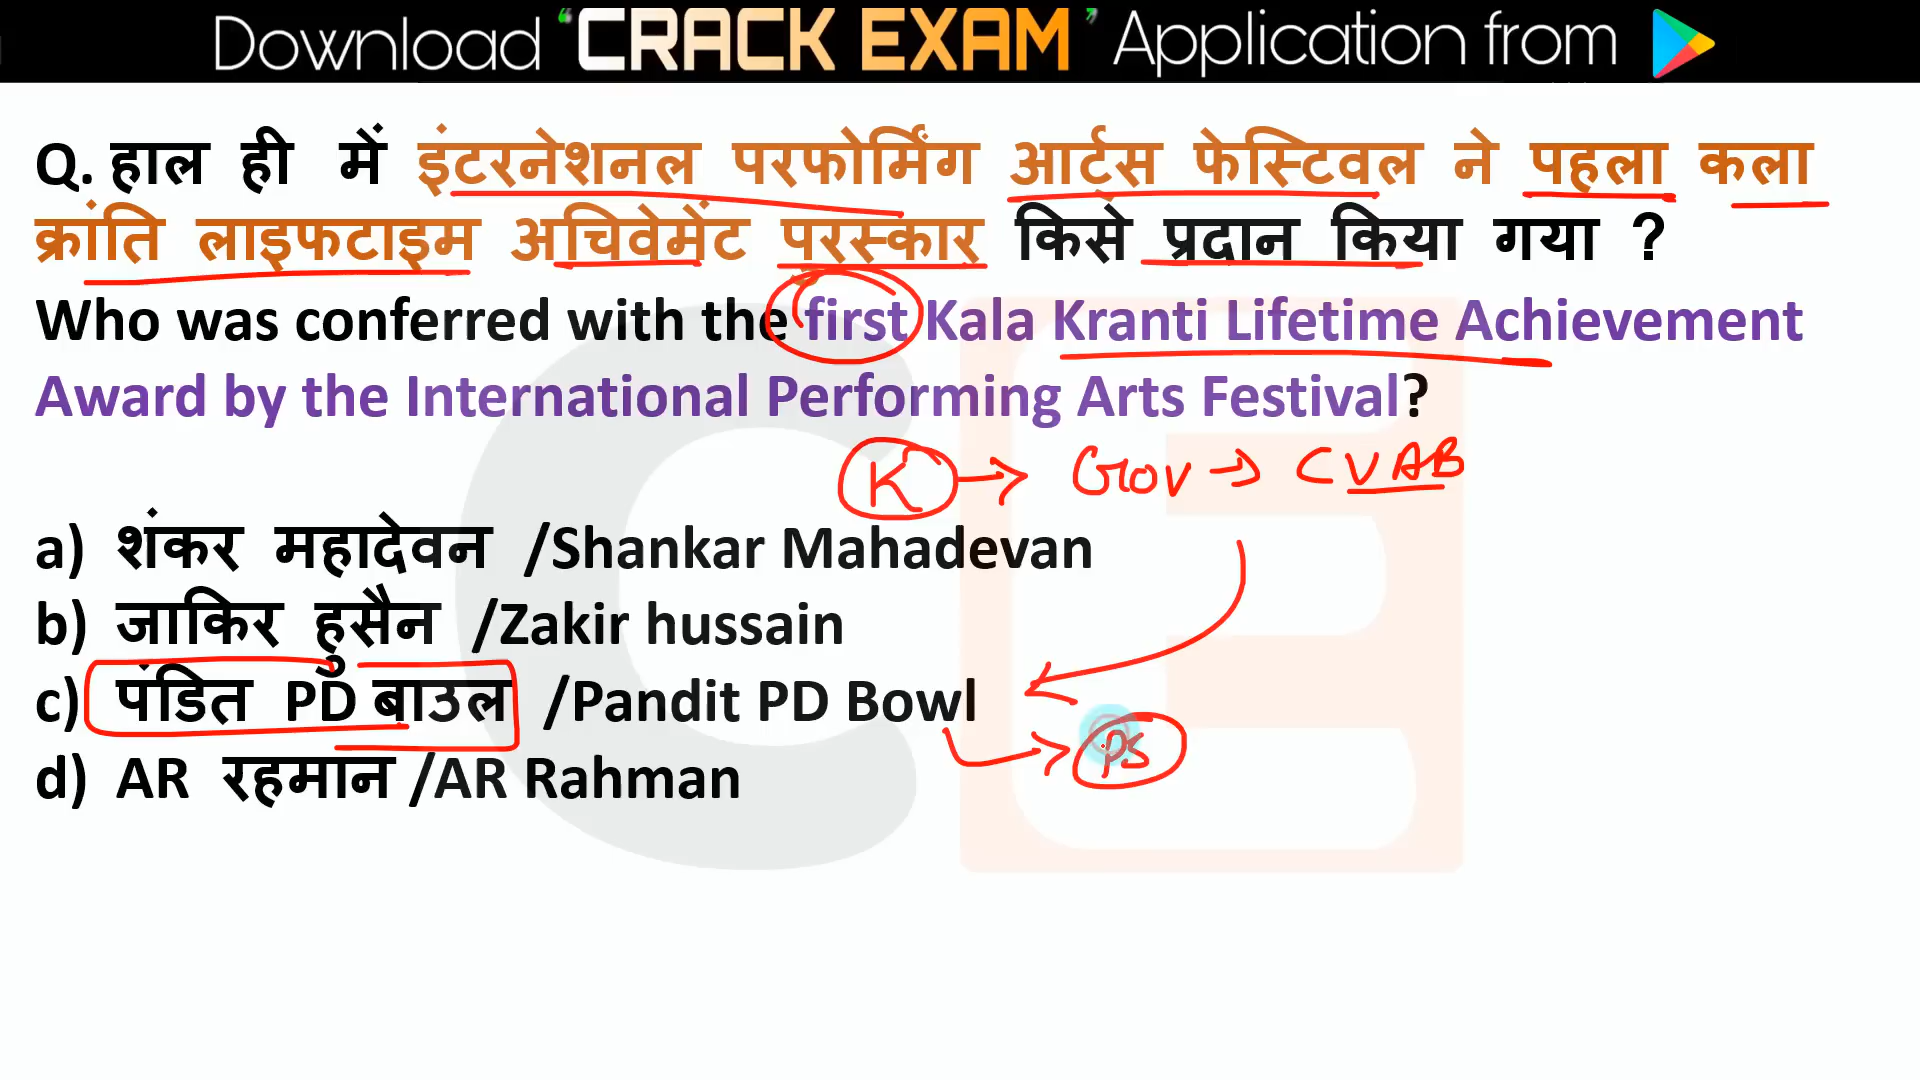 Download “CRACK EXAM” Application from
Q. हाल ही में इंटरनेशनल परफोर्मिंग आर्ट्स फेस्टिवल ने पहला कला
क्रांति लाइफटाइम अचिवेमेंट परस्कार किसे प्रदान किया गया ?
Who was conferred with the first Kala Kranti Lifetime Achievement
Award by the International Performing Arts Festival?
K → Gov → CVAB
a) शंकर महादेवन /Shankar Mahadevan
b) जाकिर हुसैन /Zakir hussain
c) पंडित PD बाउल /Pandit PD Bowl
PS
d) AR रहमान /AR Rahman